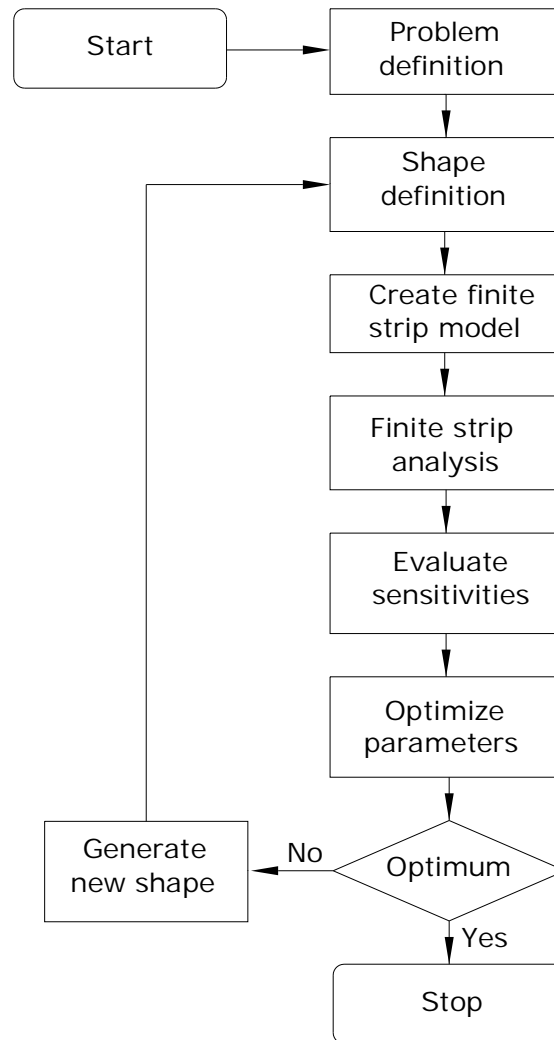 Start
Problem
definition
Shape
definition
Create finite
strip model
Finite strip
analysis
Evaluate
sensitivities
Optimize
parameters
Optimum
No
Generate
new shape
Yes
Stop